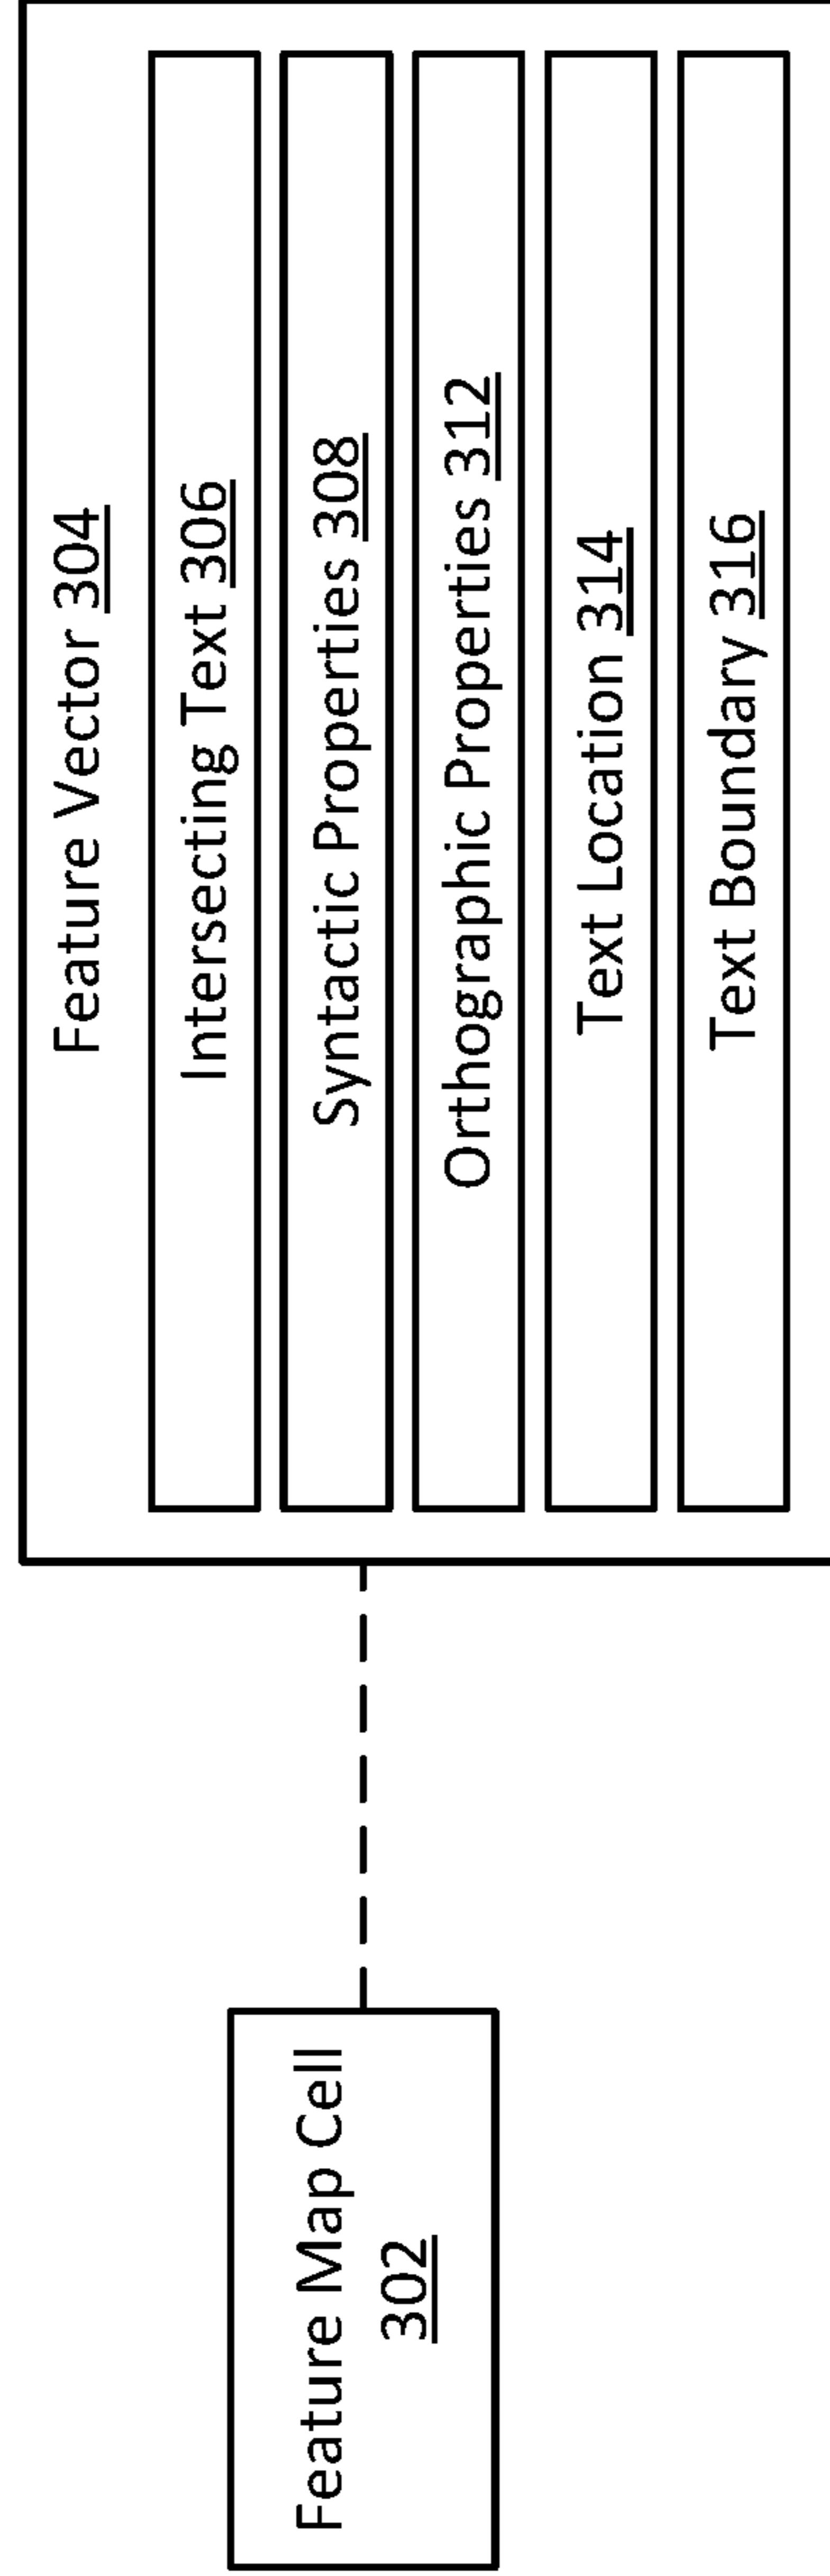 Feature Map Cell
302
Feature Vector 304
Intersecting Text 306
Syntactic Properties 308
Orthographic Properties 312
Text Location 314
Text Boundary 316